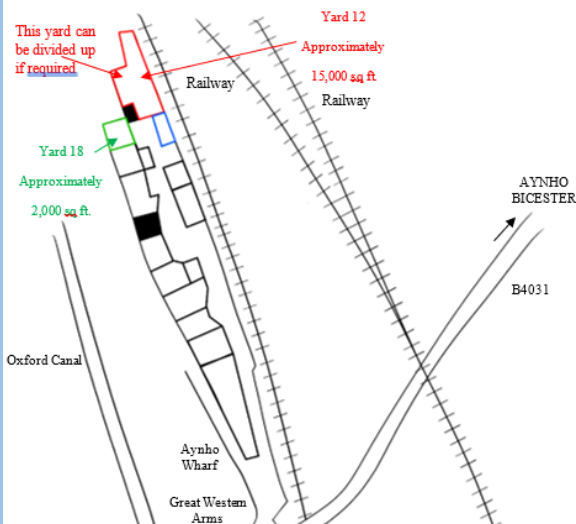 Yard 12
Approximately
15,000 sq ft
This yard can
be divided up
if required
Railway
Railway
Yard 18
Approximately
2,000 sq ft.
AYNHO
BICESTER
B4031
Oxford Canal
Aynho
Wharf
Great Western
Arms